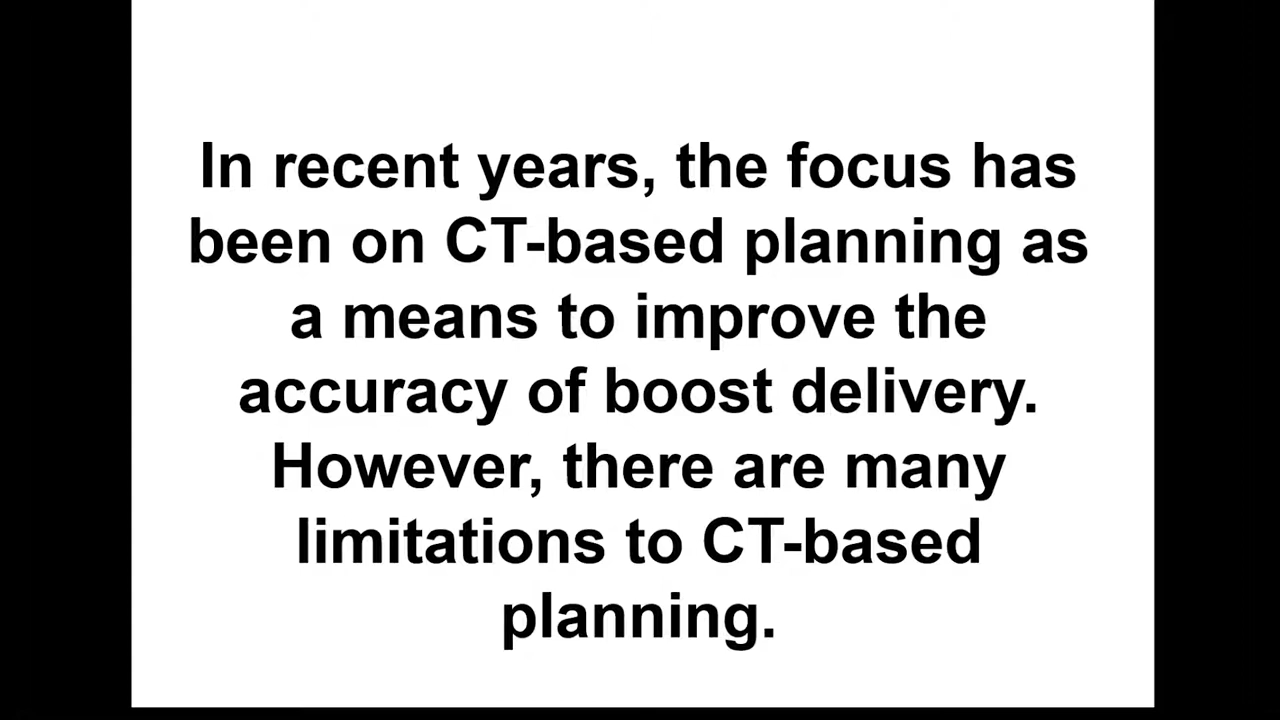 In recent years, the focus has
been on CT-based planning as
a means to improve the
accuracy of boost delivery.
However, there are many
limitations to CT-based
planning.